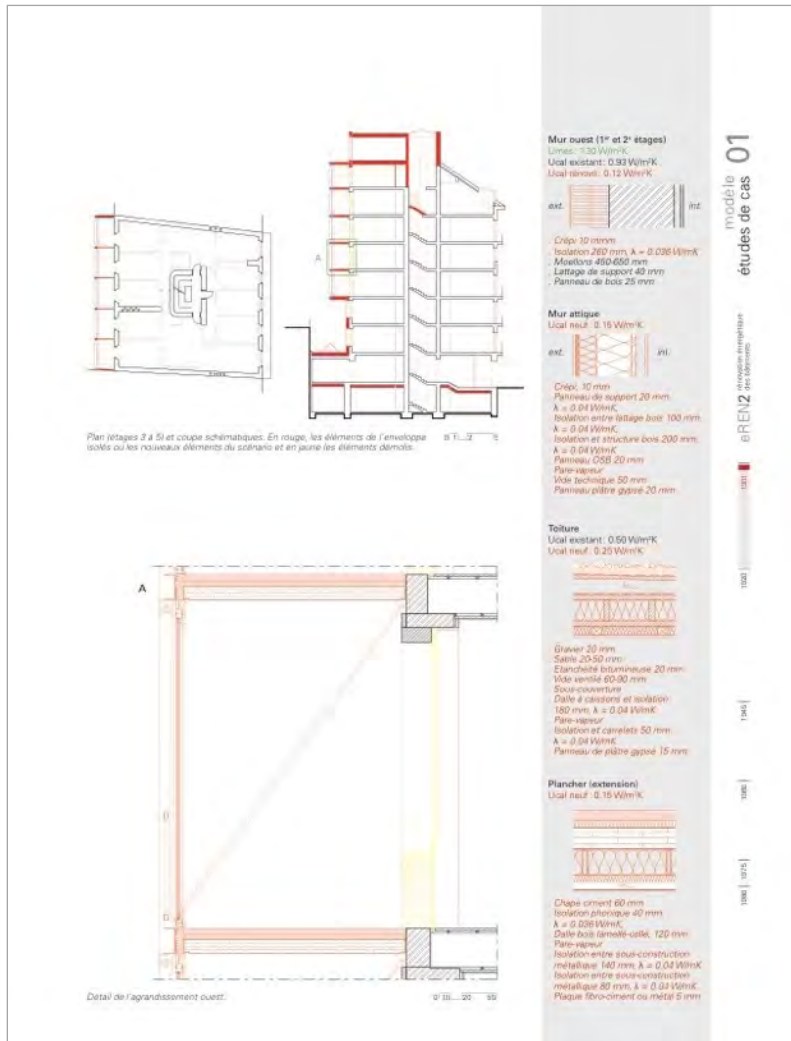 Mur ouest (1er et 2e étages)
Umes: 1.30 W/m²K
Ucal existant: 0.93 W/m²K
Ucal rénové: 0.12 W/m²K
ext.
int.
. Crépi 10 mmm
. Isolation 260 mm, λ = 0.036 W/mK
. Moellons 450-650 mm
. Lattage de support 40 mm
. Panneau de bois 25 mm
Mur attique
Ucal neuf: 0.15 W/m²K
ext.
int.
Crépi, 10 mm
Panneau de support 20 mm,
λ = 0.04 W/mK,
Isolation entre lattage bois 100 mm,
λ = 0.04 W/mK,
Isolation et structure bois 200 mm,
λ = 0.04 W/mK
Panneau OSB 20 mm
Pare-vapeur
Vide technique 50 mm
Panneau plâtre gypsé 20 mm
Toiture
Ucal existant: 0.50 W/m²K
Ucal neuf: 0.25 W/m²K
Gravier 20 mm
Sable 20-50 mm
Etanchéité bitumineuse 20 mm
Vide ventilé 60-90 mm
Sous-couverture
Dalle à caissons et isolation
180 mm, λ = 0.04 W/mK
Pare-vapeur
Isolation et carrelets 50 mm
λ = 0.04 W/mK
Panneau de plâtre gypsé 15 mm
Plancher (extension)
Ucal neuf: 0.15 W/m²K
Chape ciment 60 mm
Isolation phonique 40 mm
λ = 0.036 W/mK,
Dalle bois lamellé-collé, 120 mm
Pare-vapeur
Isolation entre sous-construction
métallique 140 mm, λ = 0.04 W/mK
Isolation entre sous-construction
métallique 80 mm, λ = 0.04 W/mK
Plaque fibro-ciment ou métal 5 mm
A
Plan (étages 3 à 5) et coupe schématiques. En rouge, les éléments de l'enveloppe
isolés ou les nouveaux éléments du scénario et en jaune les éléments démolis.
A
Détail de l'agrandissement ouest.
modèle
études de cas 01
eREN2 rénovation énergétique
des bâtiments
1920
1945
1960
1975
1990